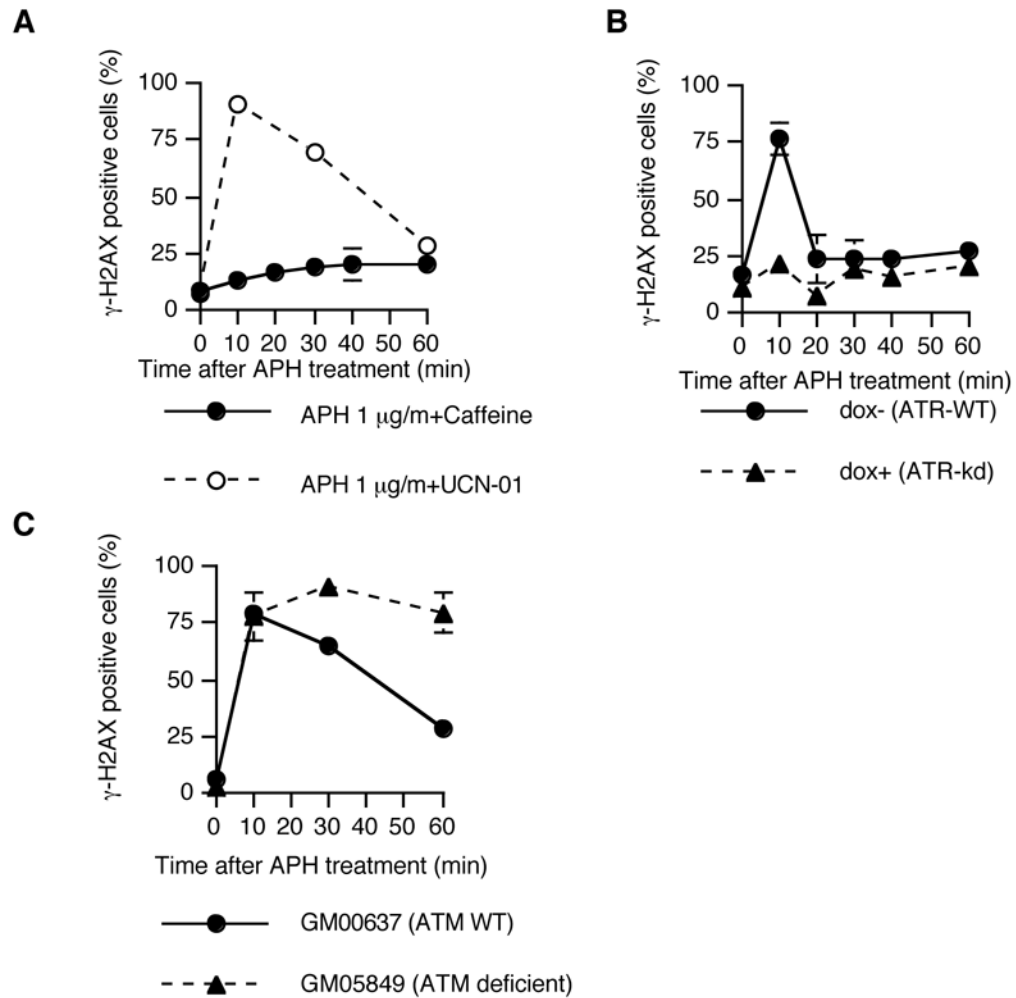 A
γ-H2AX positive cells (%)
100
75
50
25
0
0 10 20 30 40 50 60
Time after APH treatment (min)
APH 1 μg/m+Caffeine
APH 1 μg/m+UCN-01
B
γ-H2AX positive cells (%)
100
75
50
25
0
0 10 20 30 40 50 60
Time after APH treatment (min)
dox- (ATR-WT)
dox+ (ATR-kd)
C
γ-H2AX positive cells (%)
100
75
50
25
0
0 10 20 30 40 50 60
Time after APH treatment (min)
GM00637 (ATM WT)
GM05849 (ATM deficient)